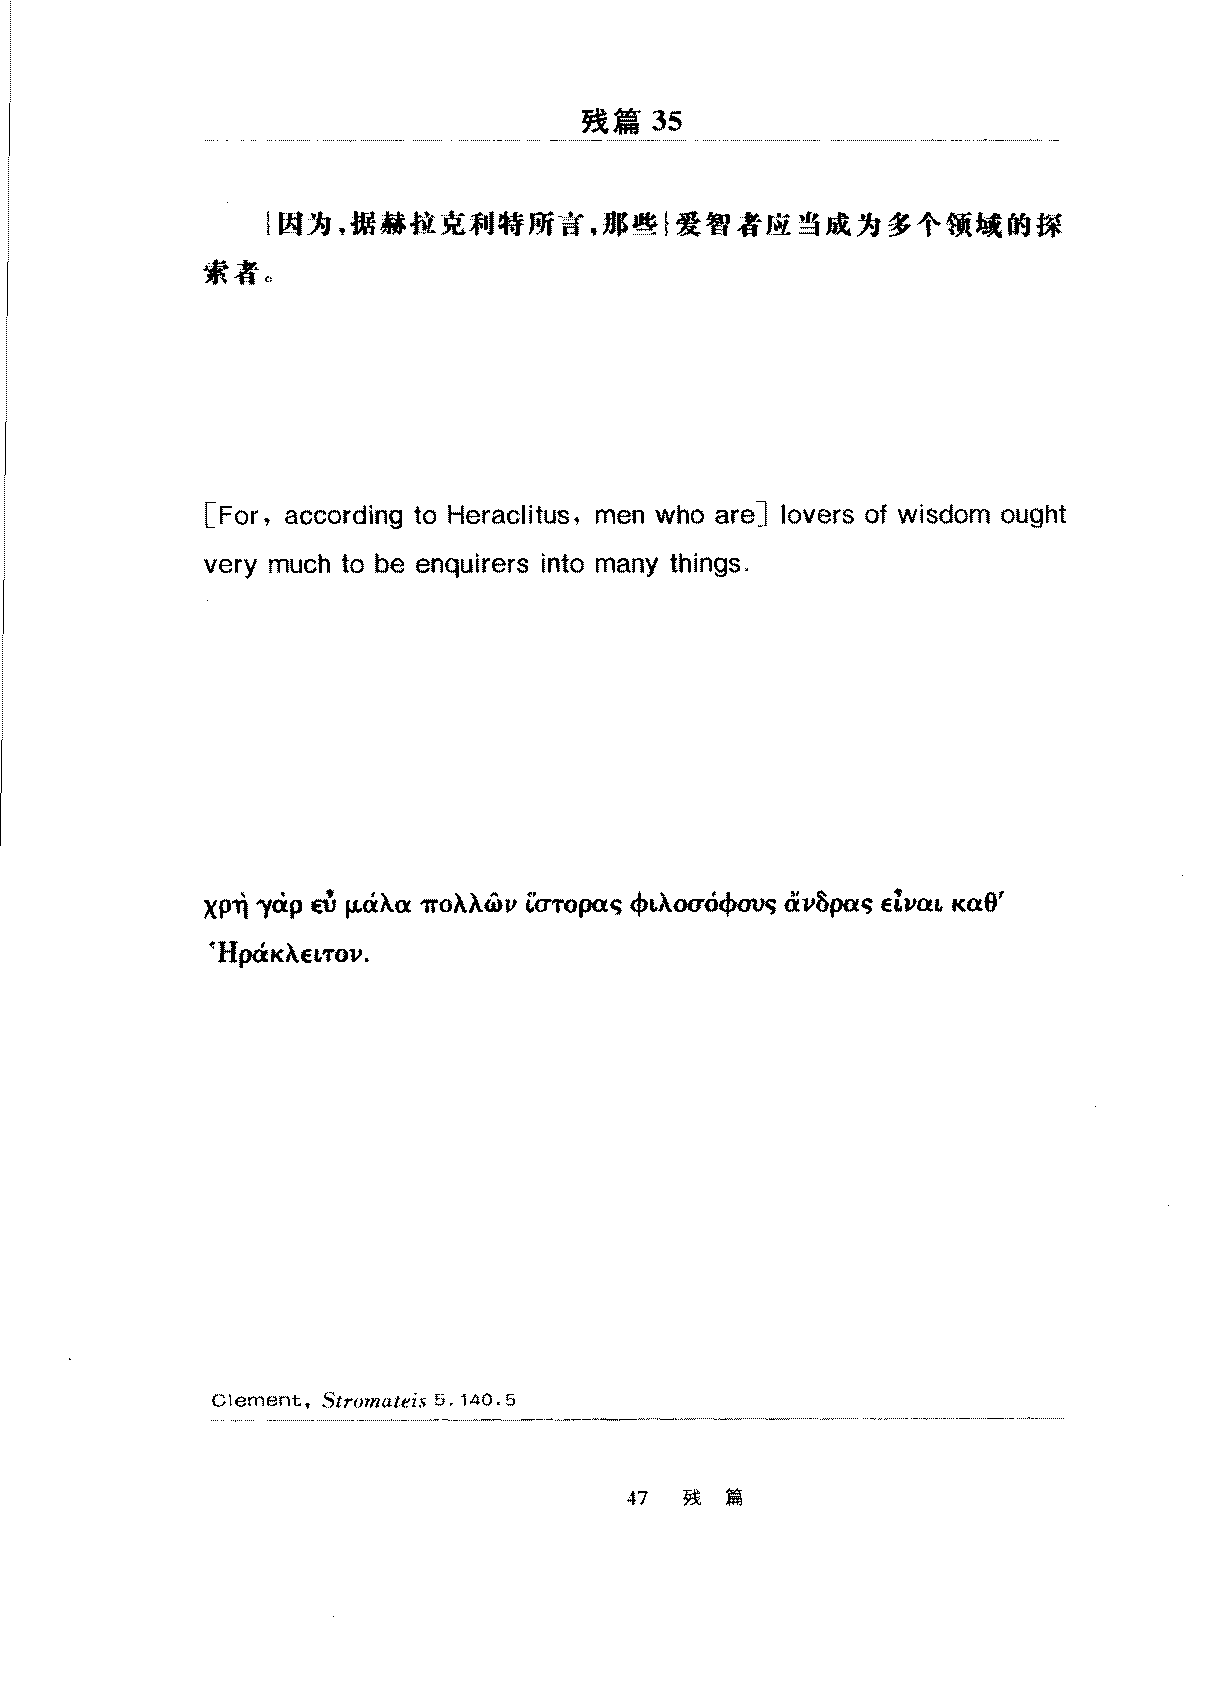 残篇 35
[因为,据赫拉克利特所言,那些]爱智者应当成为多个领域的探
索者。
[For, according to Heraclitus, men who are] lovers of wisdom ought
very much to be enquirers into many things.
χρὴ γὰρ εὖ μάλα πολλῶν ἵστορας φιλοσόφους ἄνδρας εἶναι καθ’
Ἡράκλειτον.
Clement, Stromateis 5.140.5
47 残 篇